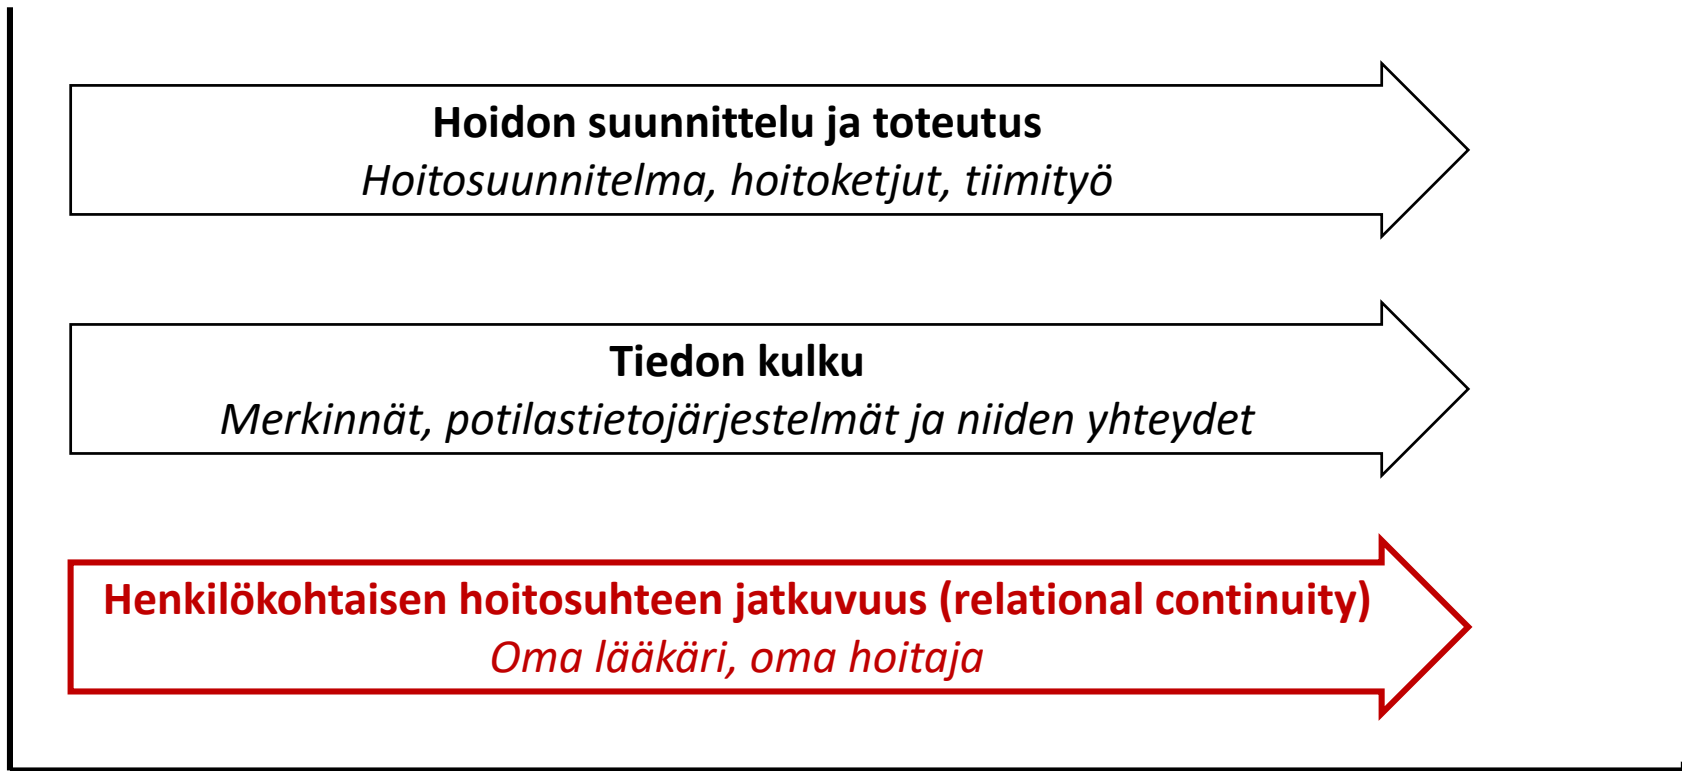 Hoidon suunnittelu ja toteutus
Hoitosuunnitelma, hoitoketjut, tiimityö
Tiedon kulku
Merkinnät, potilastietojärjestelmät ja niiden yhteydet
Henkilökohtaisen hoitosuhteen jatkuvuus (relational continuity)
Oma lääkäri, oma hoitaja